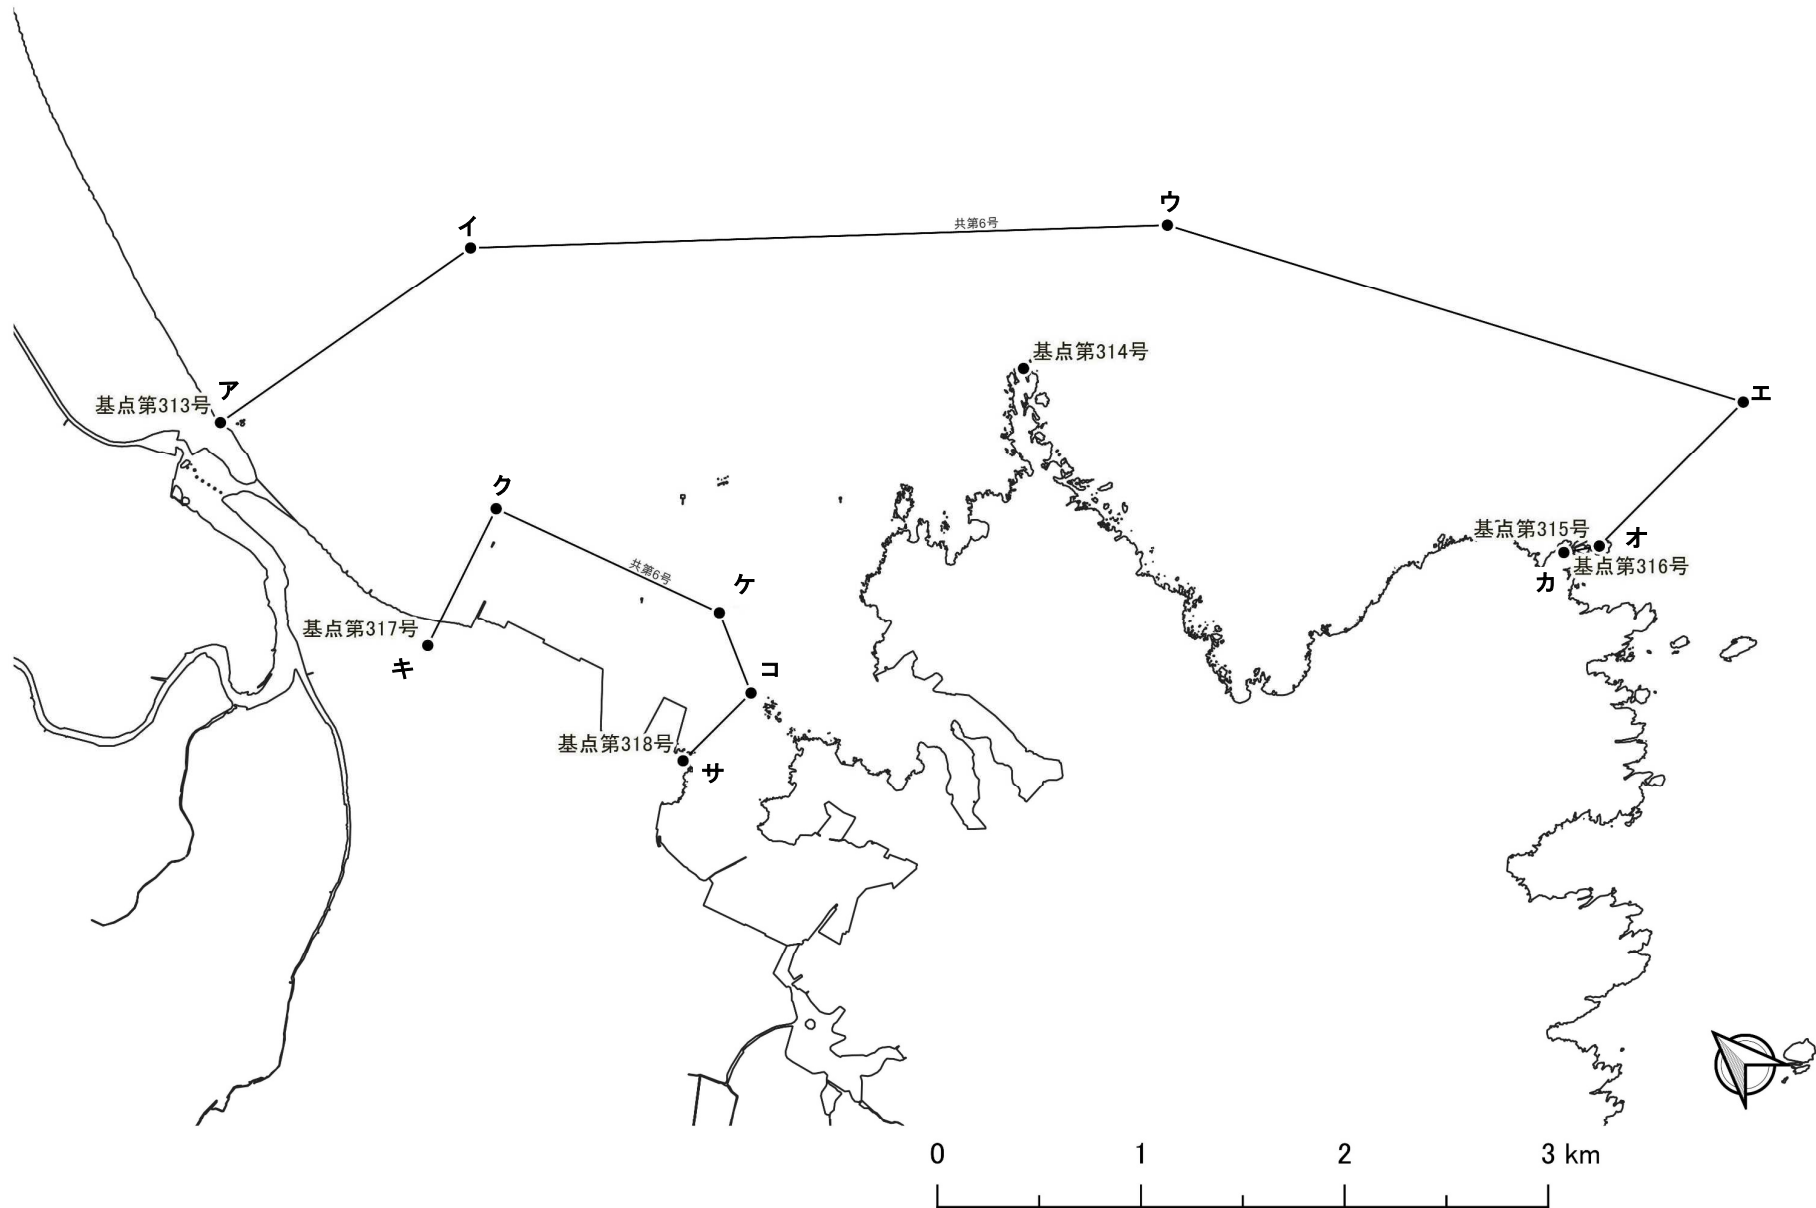 ウ
イ
共第6号
基点第314号
ア
エ
基点第313号
ク
基点第315号
オ
基点第316号
カ
共第6号
ケ
基点第317号
キ
コ
基点第318号
サ
0 1 2 3 km